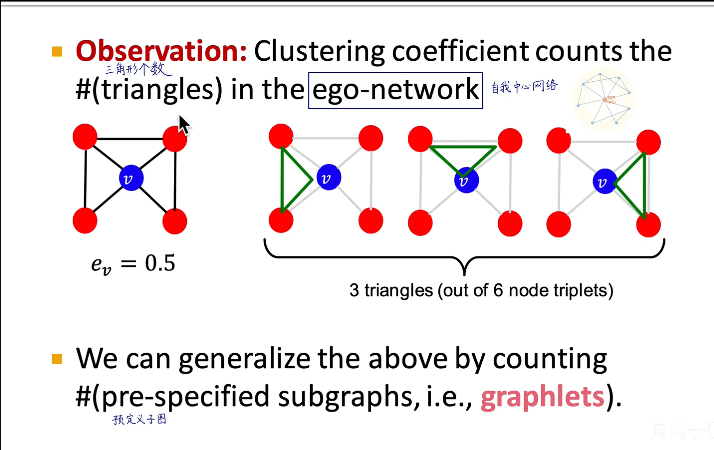 Observation: Clustering coefficient counts the
三角形个数
#(triangles) in the ego-network 自我中心网络
v v v v
e_v = 0.5
3 triangles (out of 6 node triplets)
We can generalize the above by counting
#(pre-specified subgraphs, i.e., graphlets).
预定义子图